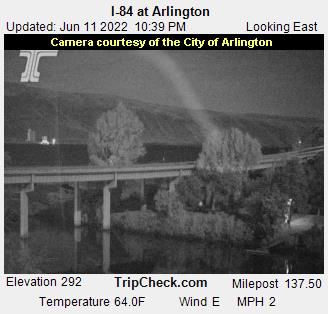 I-84 at Arlington
Updated: Jun 11 2022 10:39 PM Looking East
Camera courtesy of the City of Arlington
Elevation 292 TripCheck.com Milepost 137.50
Temperature 64.0F Wind E MPH 2